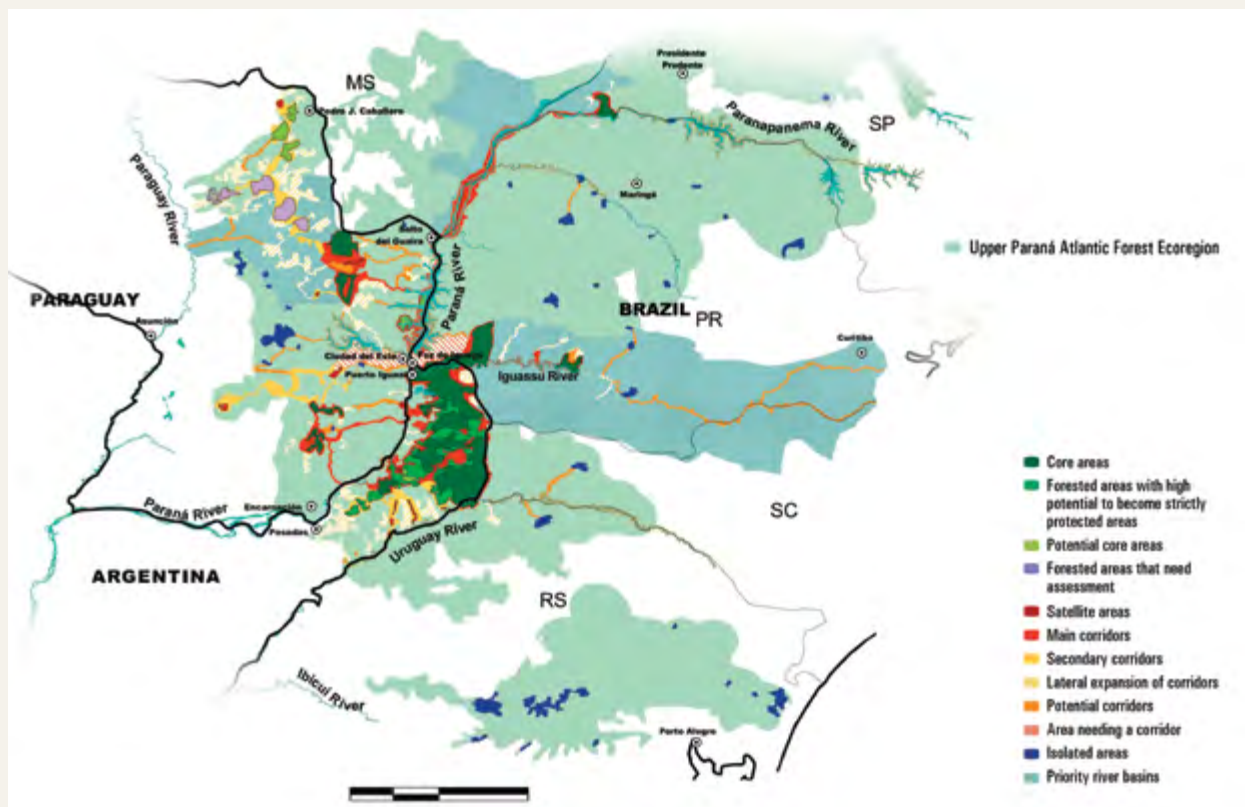 Presidente
Prudente
MS
Pedro J. Caballero
Paranapanema River
SP
Paraguay River
Maringá
Salto
del Guaira
Upper Paraná Atlantic Forest Ecoregion
Paraná River
PARAGUAY
BRAZIL
PR
Asunción
Curitiba
Ciudad del Este
Foz de Iguaçu
Puerto Iguazú
Iguassu River
Core areas
Forested areas with high
potential to become strictly
protected areas
Paraná River
Encarnación
SC
Posadas
Uruguay River
Potential core areas
ARGENTINA
Forested areas that need
assessment
RS
Satellite areas
Main corridors
Secondary corridors
Lateral expansion of corridors
Ibicuí River
Potential corridors
Area needing a corridor
Porto Alegre
Isolated areas
Priority river basins